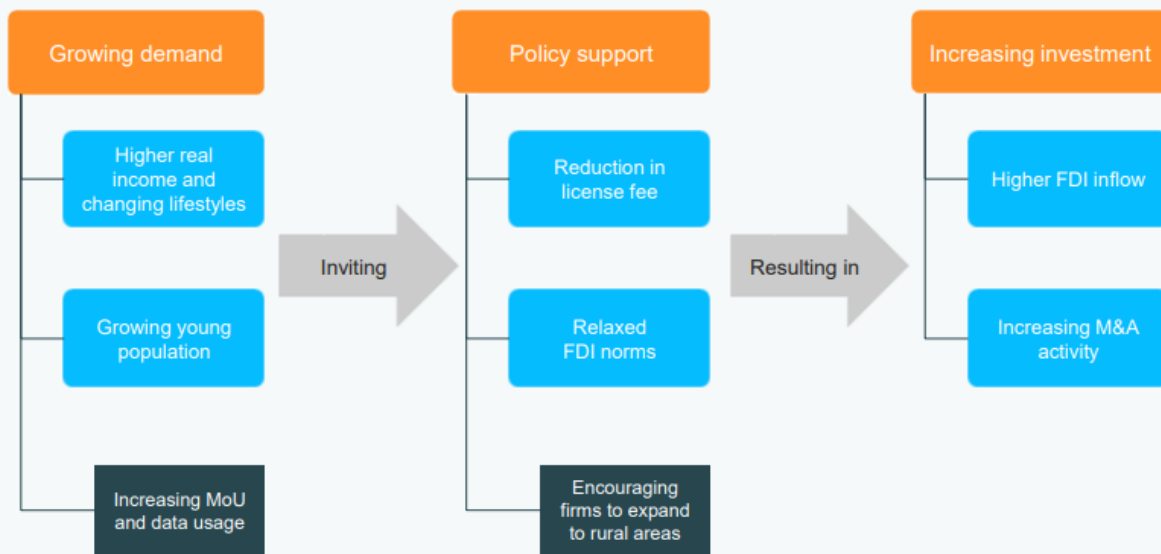 Growing demand
Higher real
income and
changing lifestyles
Growing young
population
Increasing MoU
and data usage
Inviting
Policy support
Reduction in
license fee
Relaxed
FDI norms
Encouraging
firms to expand
to rural areas
Resulting in
Increasing investment
Higher FDI inflow
Increasing M&A
activity